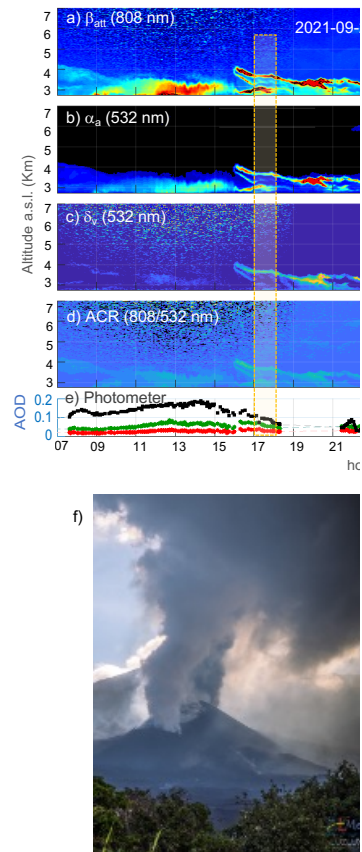 a) βatt (808 nm)
2021-09-
7
6
5
4
3
b) αa (532 nm)
7
6
5
4
3
Altitude a.s.l. (Km)
c) δv (532 nm)
7
6
5
4
3
d) ACR (808/532 nm)
7
6
5
4
3
e) Photometer
AOD
0.2
0.1
0
07 09 11 13 15 17 19 21
f)